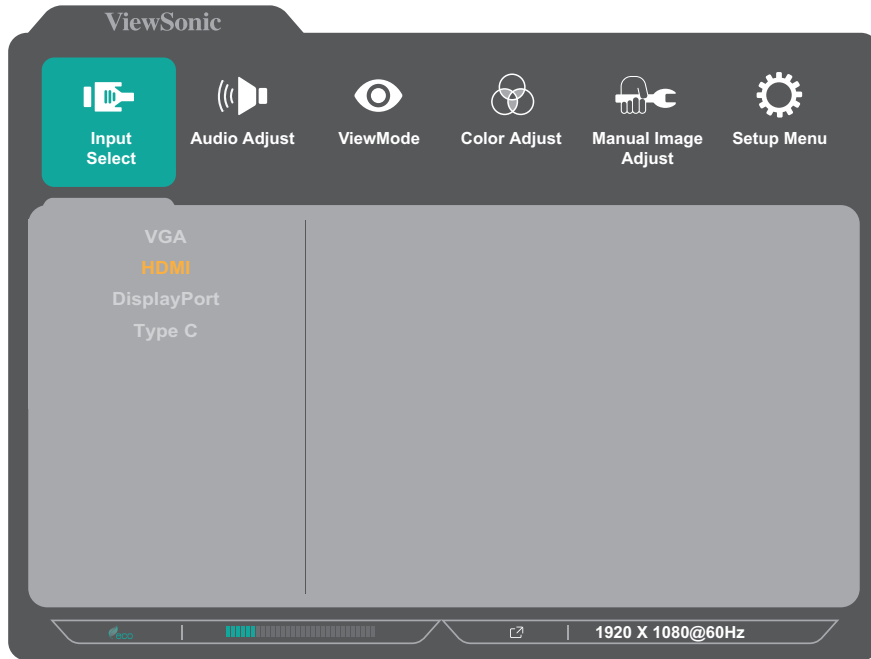 ViewSonic
Input
Select
Audio Adjust
ViewMode
Color Adjust
Manual Image
Adjust
Setup Menu
VGA
HDMI
DisplayPort
Type C
eco
1920 X 1080@60Hz